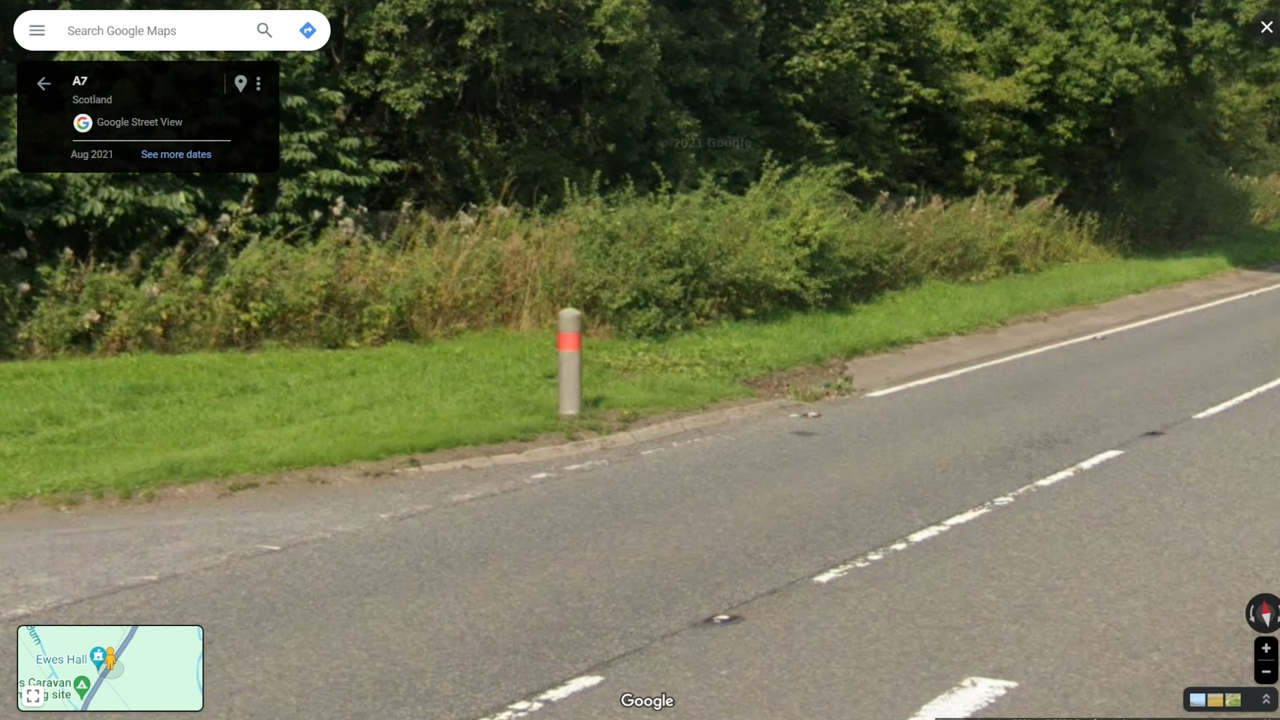 Search Google Maps
A7
Scotland
Google Street View
Aug 2021
See more dates
© 2021 Google
Ewes Hall
s Caravan
g site
Google